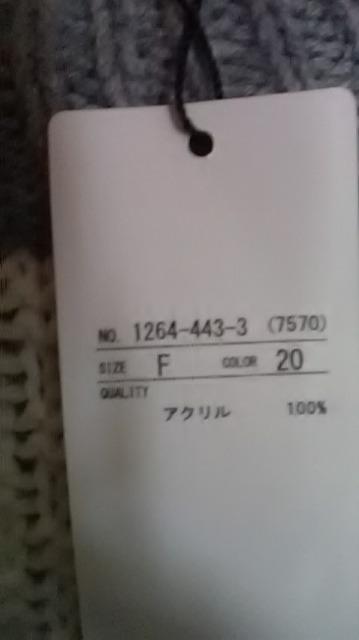 NO. 1264-443-3 (7570)
SIZE F COLOR 20
QUALITY
アクリル 100%